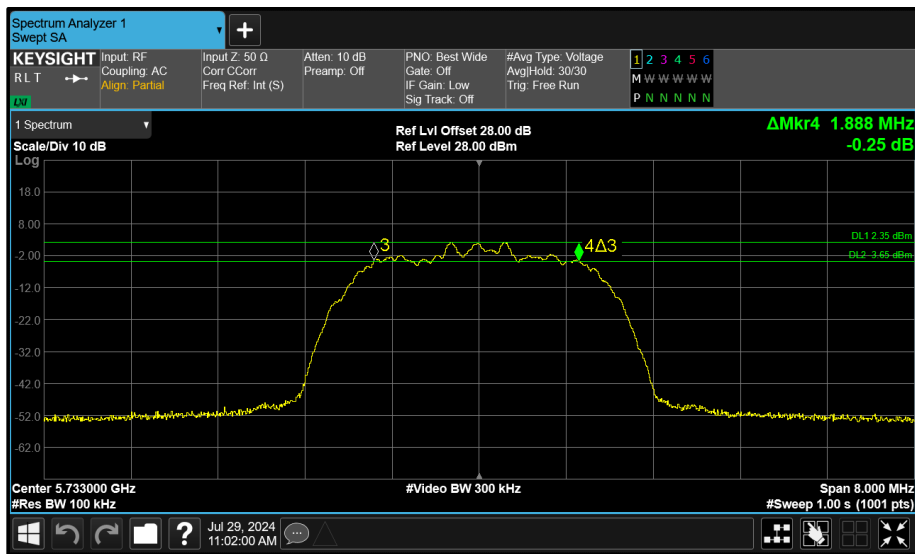 Spectrum Analyzer 1
Swept SA
KEYSIGHT
RLT
LXI
Input: RF
Coupling: AC
Align: Partial
Input Z: 50 Ω
Corr CCorr
Freq Ref: Int (S)
Atten: 10 dB
Preamp: Off
PNO: Best Wide
Gate: Off
IF Gain: Low
Sig Track: Off
#Avg Type: Voltage
Avg|Hold: 30/30
Trig: Free Run
1 2 3 4 5 6
M W W W W W
P N N N N N
1 Spectrum
Scale/Div 10 dB
Ref Lvl Offset 28.00 dB
Ref Level 28.00 dBm
ΔMkr4 1.888 MHz
-0.25 dB
Log
18.0
8.00
-2.00
-12.0
-22.0
-32.0
-42.0
-52.0
-62.0
3
4Δ3
DL1 2.35 dBm
DL2 3.65 dBm
Center 5.733000 GHz
#Res BW 100 kHz
#Video BW 300 kHz
Span 8.000 MHz
#Sweep 1.00 s (1001 pts)
Jul 29, 2024
11:02:00 AM